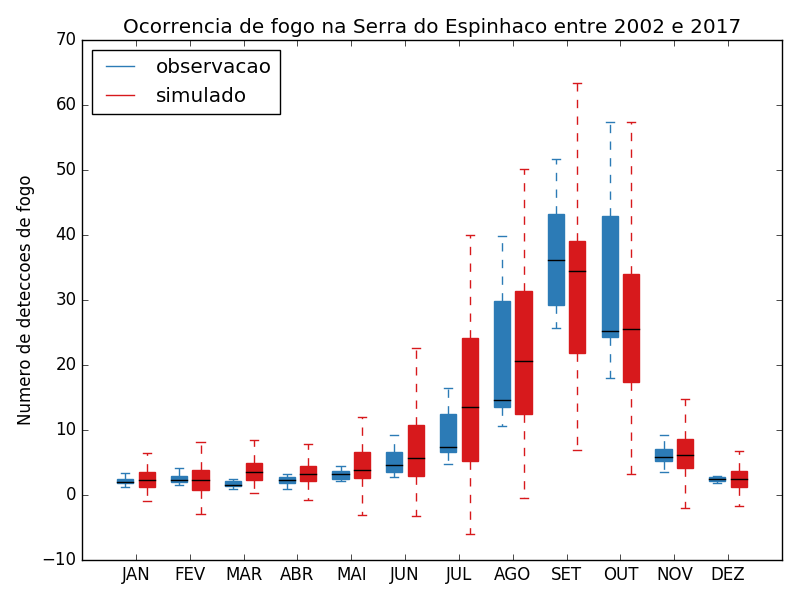 Ocorrencia de fogo na Serra do Espinhaco entre 2002 e 2017
observacao
simulado
Numero de deteccoes de fogo
70
60
50
40
30
20
10
0
−10
JAN FEV MAR ABR MAI JUN JUL AGO SET OUT NOV DEZ